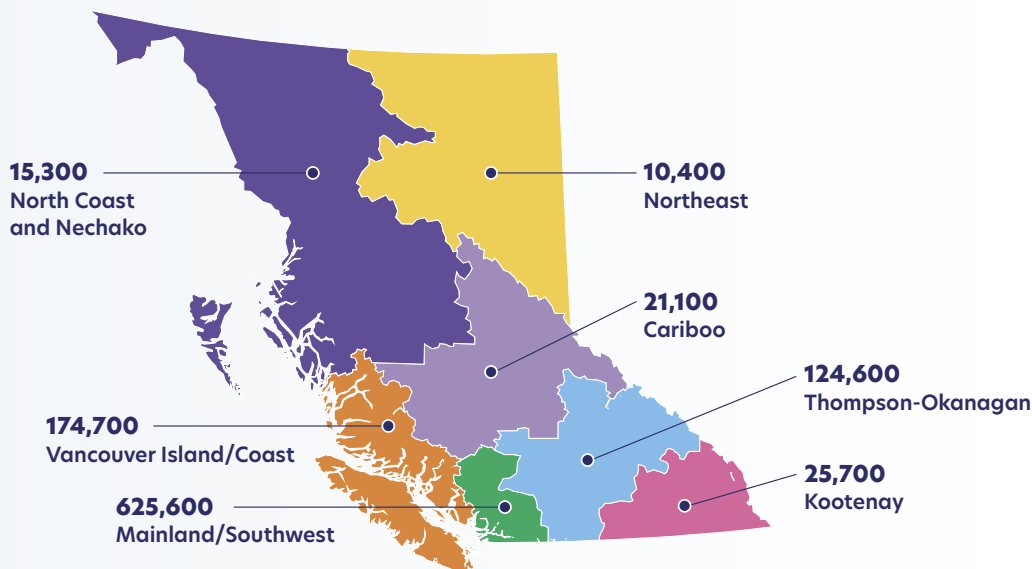 15,300
North Coast
and Nechako
10,400
Northeast
21,100
Cariboo
124,600
Thompson-Okanagan
174,700
Vancouver Island/Coast
25,700
Kootenay
625,600
Mainland/Southwest